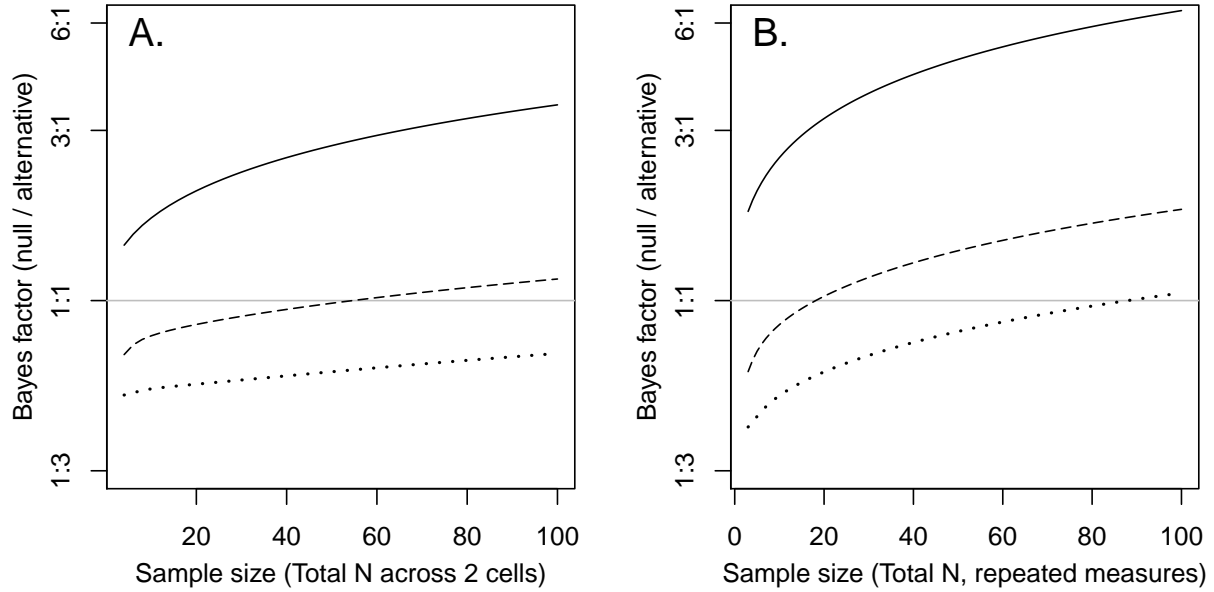 A.
Bayes factor (null / alternative)
6:1
3:1
1:1
1:3
20 40 60 80 100
Sample size (Total N across 2 cells)
B.
Bayes factor (null / alternative)
6:1
3:1
1:1
1:3
0 20 40 60 80 100
Sample size (Total N, repeated measures)